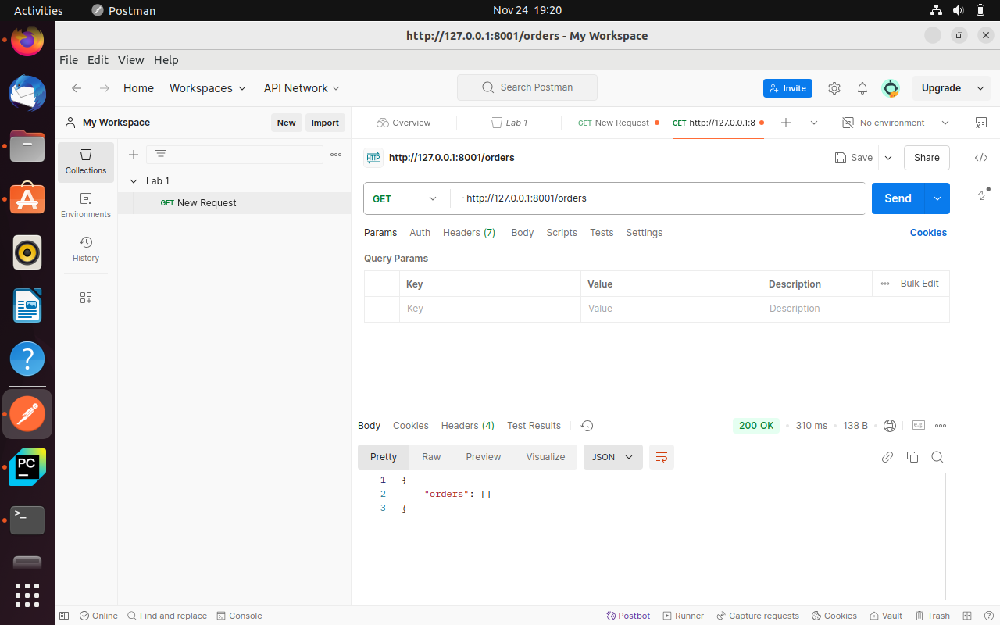 Activities
Postman
Nov 24 19:20
http://127.0.0.1:8001/orders - My Workspace
File Edit View Help
Home
Workspaces
API Network
Search Postman
Invite
Upgrade
My Workspace
New
Import
Overview
Lab 1
GET New Request
GET http://127.0.0.1:8
No environment
Collections
Environments
History
Lab 1
GET New Request
HTTP
http://127.0.0.1:8001/orders
Save
Share
GET
http://127.0.0.1:8001/orders
Send
Params Auth Headers (7) Body Scripts Tests Settings
Cookies
Query Params
Key Value Description Bulk Edit
Key Value Description
Body Cookies Headers (4) Test Results
200 OK
310 ms
138 B
e.g.
Pretty Raw Preview Visualize
JSON
1 {
2 "orders": []
3 }
PC
>_
Online
Find and replace
Console
Postbot
Runner
Capture requests
Cookies
Vault
Trash